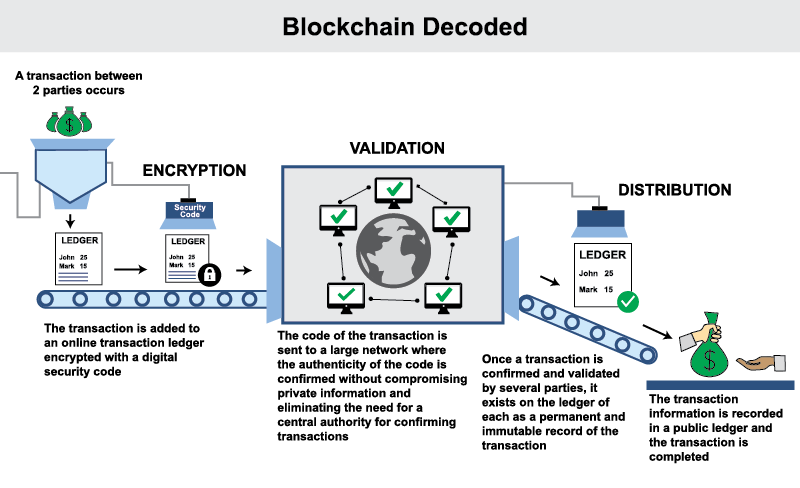 Blockchain Decoded
A transaction between
2 parties occurs
ENCRYPTION
Security
Code
LEDGER
John 25
Mark 15
LEDGER
John 25
Mark 15
The transaction is added to
an online transaction ledger
encrypted with a digital
security code
VALIDATION
The code of the transaction is
sent to a large network where
the authenticity of the code is
confirmed without compromising
private information and
eliminating the need for a
central authority for confirming
transactions
DISTRIBUTION
LEDGER
John 25
Mark 15
Once a transaction is
confirmed and validated
by several parties, it
exists on the ledger of
each as a permanent and
immutable record of the
transaction
The transaction
information is recorded
in a public ledger and
the transaction is
completed